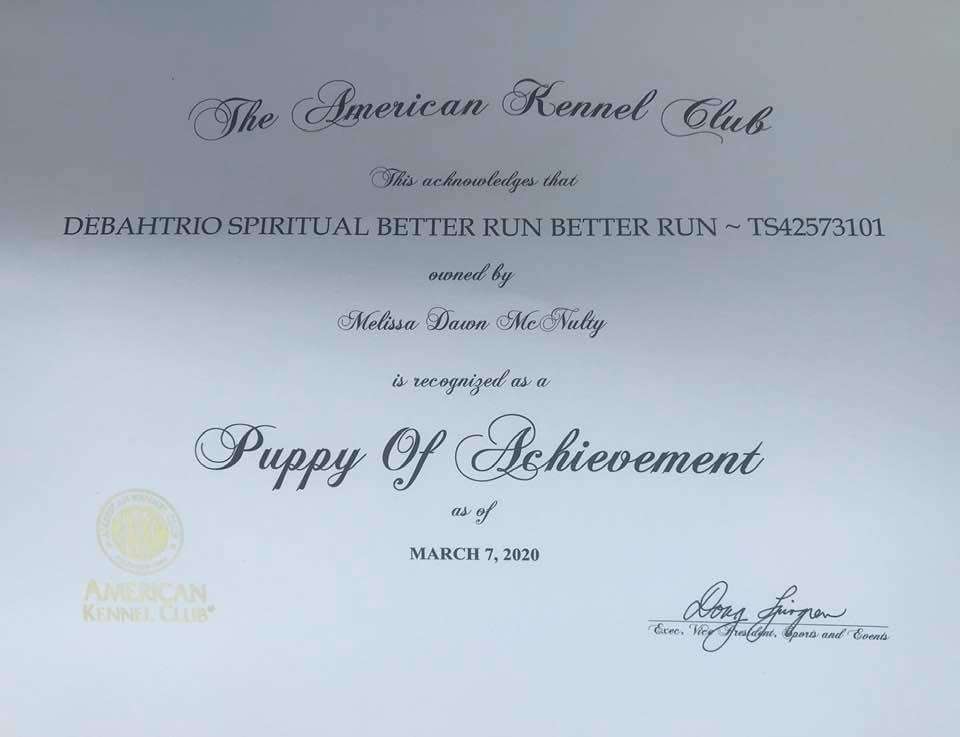 The American Kennel Club
This acknowledges that
DEBAHTRIO SPIRITUAL BETTER RUN BETTER RUN ~ TS42573101
owned by
Melissa Dawn McNulty
is recognized as a
Puppy Of Achievement
as of
MARCH 7, 2020
AMERICAN
KENNEL CLUB®
Doug Ljungren
Exec. Vice President, Sports and Events